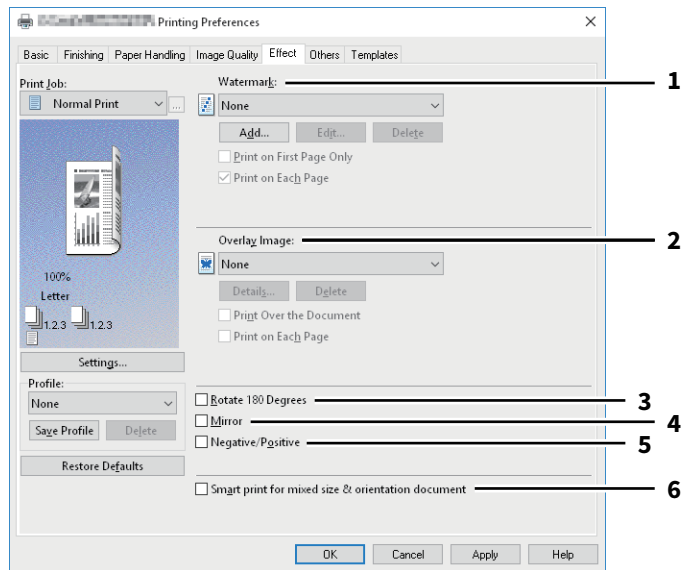 Printing Preferences
Basic Finishing Paper Handling Image Quality Effect Others Templates
Print Job:
Normal Print
...
100%
Letter
1.2.3 1.2.3
Settings...
Profile:
None
Save Profile Delete
Restore Defaults
Watermark:
None
Add... Edit... Delete
Print on First Page Only
Print on Each Page
Overlay Image:
None
Details... Delete
Print Over the Document
Print on Each Page
Rotate 180 Degrees
Mirror
Negative/Positive
Smart print for mixed size & orientation document
OK Cancel Apply Help
1
2
3
4
5
6